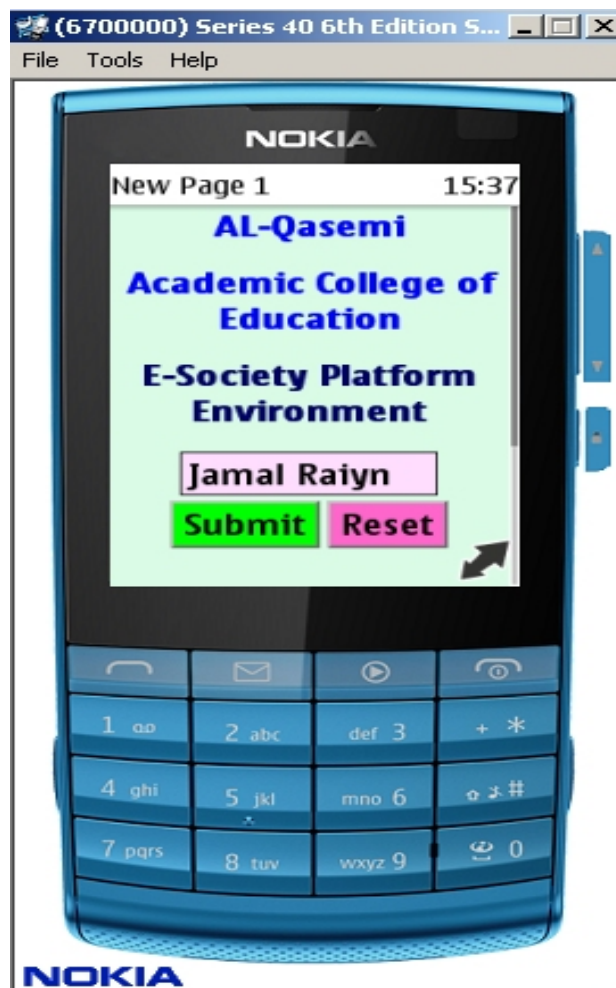 (6700000) Series 40 6th Edition S...
File Tools Help
NOKIA
New Page 1 15:37
AL-Qasemi
Academic College of
Education
E-Society Platform
Environment
Jamal Raiyn
Submit Reset
1 2 abc def 3 + *
4 ghi 5 jkl mno 6 #
7 pqrs 8 tuv wxyz 9 0
NOKIA